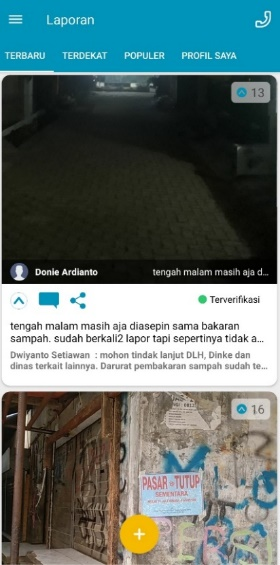 Laporan
TERBARU TERDEKAT POPULER PROFIL SAYA
13
Donie Ardianto tengah malam masih aja d...
Terverifikasi
tengah malam masih aja diasepin sama bakaran
sampah. sudah berkali2 lapor tapi sepertinya tidak a...
Dwiyanto Setiawan : mohon tindak lanjut DLH, Dinke dan
dinas terkait lainnya. Darurat pembakaran sampah sudah te...
16
PASAR TUTUP
SEMENTARA
+